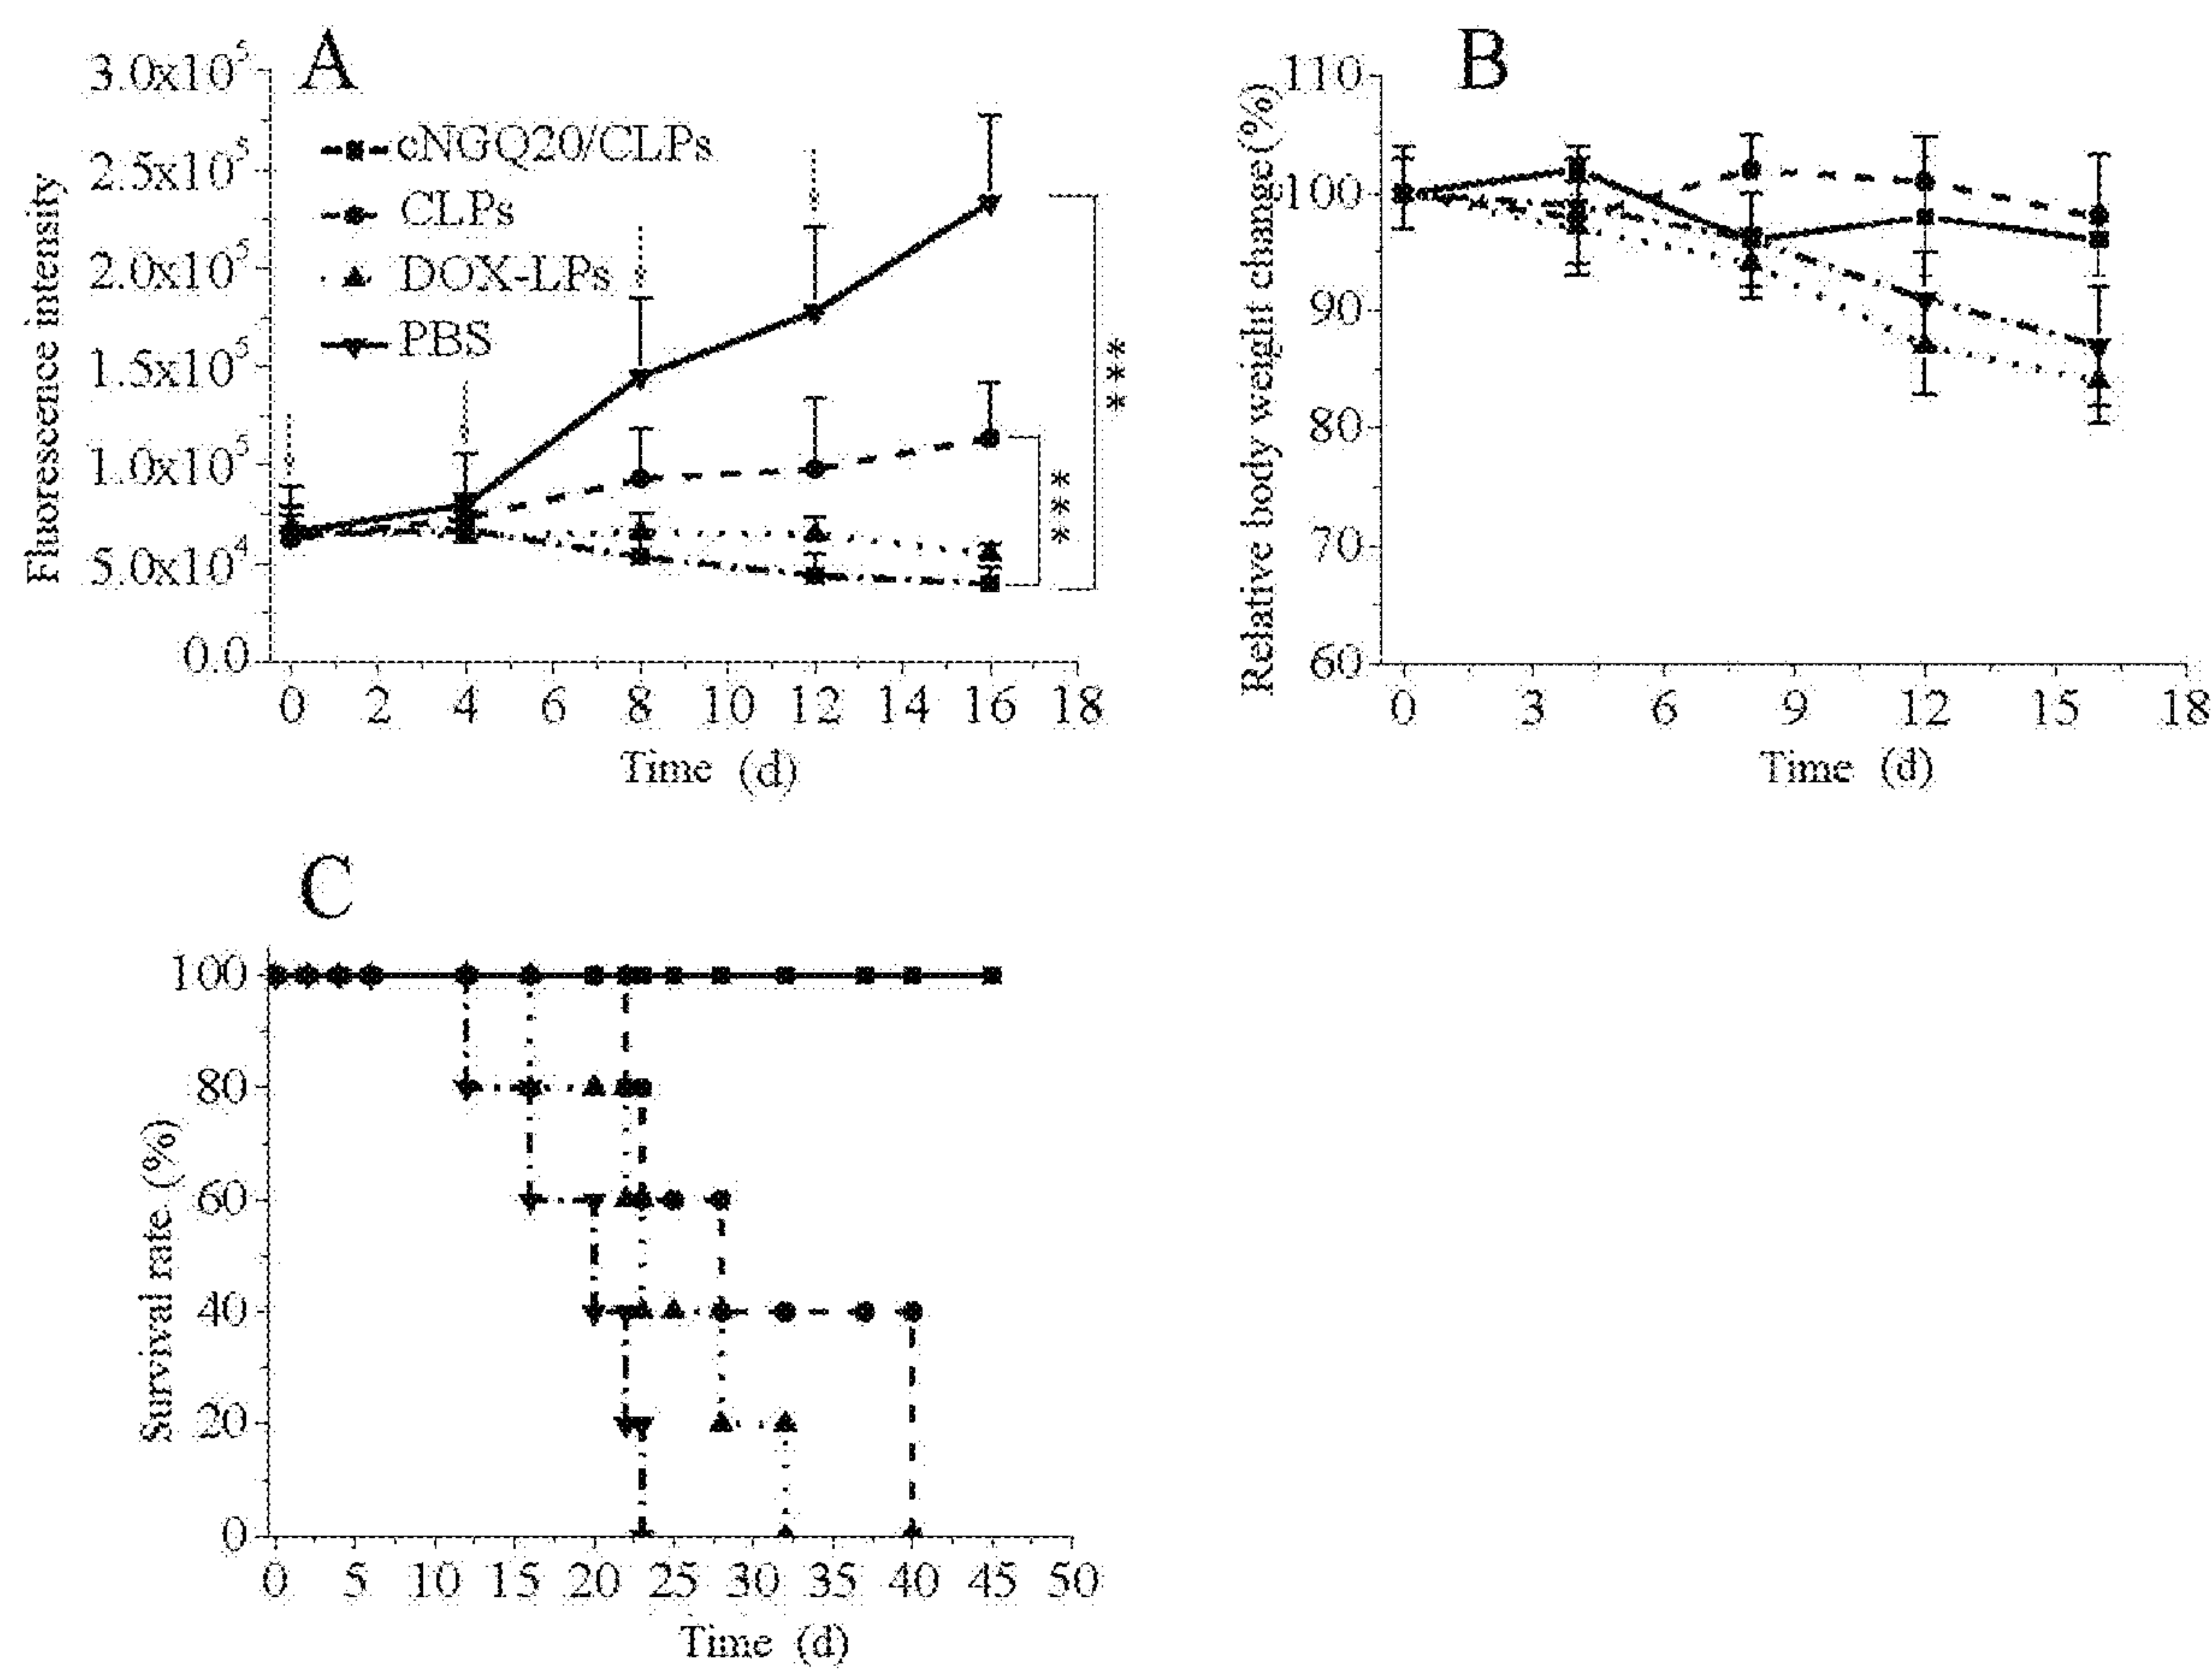 A
3.0x10⁵
2.5x10⁵
2.0x10⁵
1.5x10⁵
1.0x10⁵
5.0x10⁴
0.0
Fluorescence intensity
cNGQ20/CLPs
CLPs
DOX-LPs
PBS
***
***
0 2 4 6 8 10 12 14 16 18
Time (d)
B
110
100
90
80
70
60
Relative body weight change(%)
0 3 6 9 12 15 18
Time (d)
C
100
80
60
40
20
0
Survival rate (%)
0 5 10 15 20 25 30 35 40 45 50
Time (d)